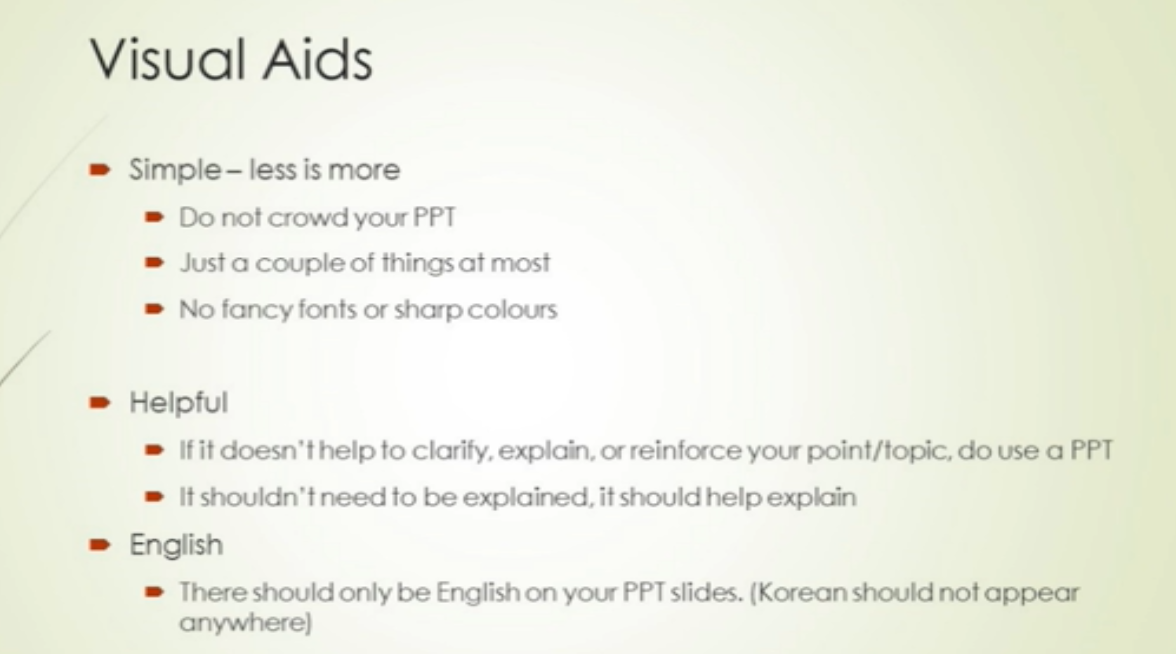 Visual Aids
Simple – less is more
Do not crowd your PPT
Just a couple of things at most
No fancy fonts or sharp colours
Helpful
If it doesn't help to clarify, explain, or reinforce your point/topic, do use a PPT
It shouldn't need to be explained, it should help explain
English
There should only be English on your PPT slides. (Korean should not appear
anywhere)